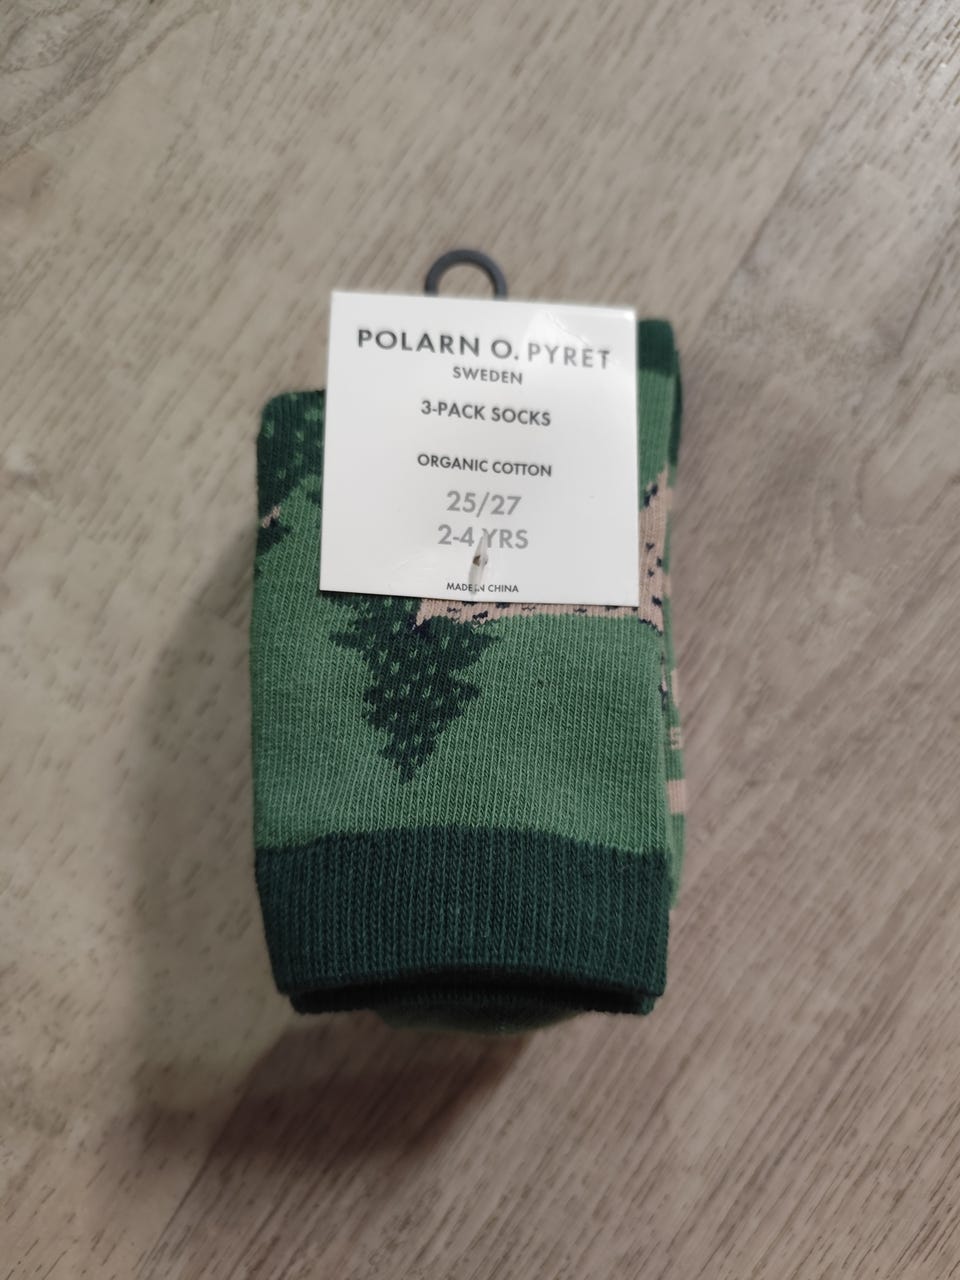 POLARN O. PYRET
SWEDEN
3-PACK SOCKS
ORGANIC COTTON
25/27
2-4 YRS
MADE IN CHINA